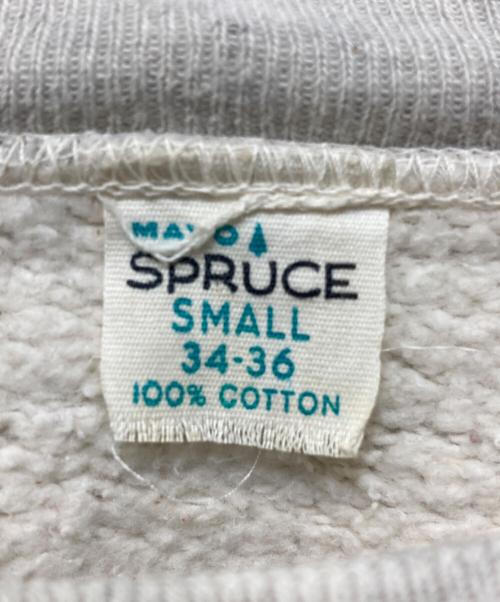 MAYO
SPRUCE
SMALL
34-36
100% COTTON